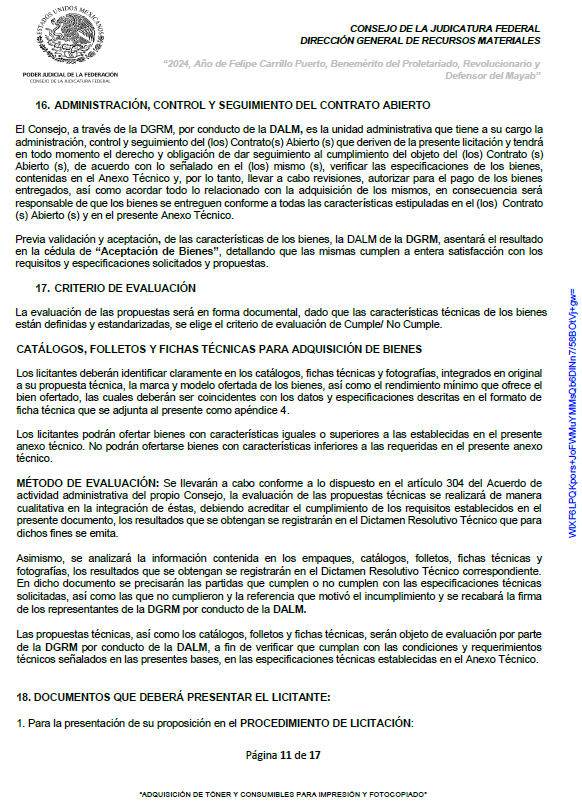 ESTADOS UNIDOS MEXICANOS
PODER JUDICIAL DE LA FEDERACIÓN
CONSEJO DE LA JUDICATURA FEDERAL
CONSEJO DE LA JUDICATURA FEDERAL
DIRECCIÓN GENERAL DE RECURSOS MATERIALES
“2024, Año de Felipe Carrillo Puerto, Benemérito del Proletariado, Revolucionario y
Defensor del Mayab”
16. ADMINISTRACIÓN, CONTROL Y SEGUIMIENTO DEL CONTRATO ABIERTO
El Consejo, a través de la DGRM, por conducto de la DALM, es la unidad administrativa que tiene a su cargo la
administración, control y seguimiento del (los) Contrato(s) Abierto (s) que deriven de la presente licitación y tendrá
en todo momento el derecho y obligación de dar seguimiento al cumplimiento del objeto del (los) Contrato (s)
Abierto (s), de acuerdo con lo señalado en el (los) mismo (s), verificar las especificaciones de los bienes,
contenidas en el Anexo Técnico y, por lo tanto, llevar a cabo revisiones, autorizar para el pago de los bienes
entregados, así como acordar todo lo relacionado con la adquisición de los mismos, en consecuencia será
responsable de que los bienes se entreguen conforme a todas las características estipuladas en el (los) Contrato
(s) Abierto (s) y en el presente Anexo Técnico.
Previa validación y aceptación, de las características de los bienes, la DALM de la DGRM, asentará el resultado
en la cédula de “Aceptación de Bienes”, detallando que las mismas cumplen a entera satisfacción con los
requisitos y especificaciones solicitados y propuestas.
17. CRITERIO DE EVALUACIÓN
La evaluación de las propuestas será en forma documental, dado que las características técnicas de los bienes
están definidas y estandarizadas, se elige el criterio de evaluación de Cumple/ No Cumple.
CATÁLOGOS, FOLLETOS Y FICHAS TÉCNICAS PARA ADQUISICIÓN DE BIENES
Los licitantes deberán identificar claramente en los catálogos, fichas técnicas y fotografías, integrados en original
a su propuesta técnica, la marca y modelo ofertada de los bienes, así como el rendimiento mínimo que ofrece el
bien ofertado, las cuales deberán ser coincidentes con los datos y especificaciones descritas en el formato de
ficha técnica que se adjunta al presente como apéndice 4.
Los licitantes podrán ofertar bienes con características iguales o superiores a las establecidas en el presente
anexo técnico. No podrán ofertarse bienes con características inferiores a las requeridas en el presente anexo
técnico.
MÉTODO DE EVALUACIÓN: Se llevarán a cabo conforme a lo dispuesto en el artículo 304 del Acuerdo de
actividad administrativa del propio Consejo, la evaluación de las propuestas técnicas se realizará de manera
cualitativa en la integración de éstas, debiendo acreditar el cumplimiento de los requisitos establecidos en el
presente documento, los resultados que se obtengan se registrarán en el Dictamen Resolutivo Técnico que para
dichos fines se emita.
Asimismo, se analizará la información contenida en los empaques, catálogos, folletos, fichas técnicas y
fotografías, los resultados que se obtengan se registrarán en el Dictamen Resolutivo Técnico correspondiente.
En dicho documento se precisarán las partidas que cumplen o no cumplen con las especificaciones técnicas
solicitadas, así como las que no cumplieron y la referencia que motivó el incumplimiento y se recabará la firma
de los representantes de la DGRM por conducto de la DALM.
Las propuestas técnicas, así como los catálogos, folletos y fichas técnicas, serán objeto de evaluación por parte
de la DGRM por conducto de la DALM, a fin de verificar que cumplan con las condiciones y requerimientos
técnicos señalados en las presentes bases, en las especificaciones técnicas establecidas en el Anexo Técnico.
18. DOCUMENTOS QUE DEBERÁ PRESENTAR EL LICITANTE:
1. Para la presentación de su proposición en el PROCEDIMIENTO DE LICITACIÓN:
Página 11 de 17
"ADQUISICIÓN DE TÓNER Y CONSUMIBLES PARA IMPRESIÓN Y FOTOCOPIADO"